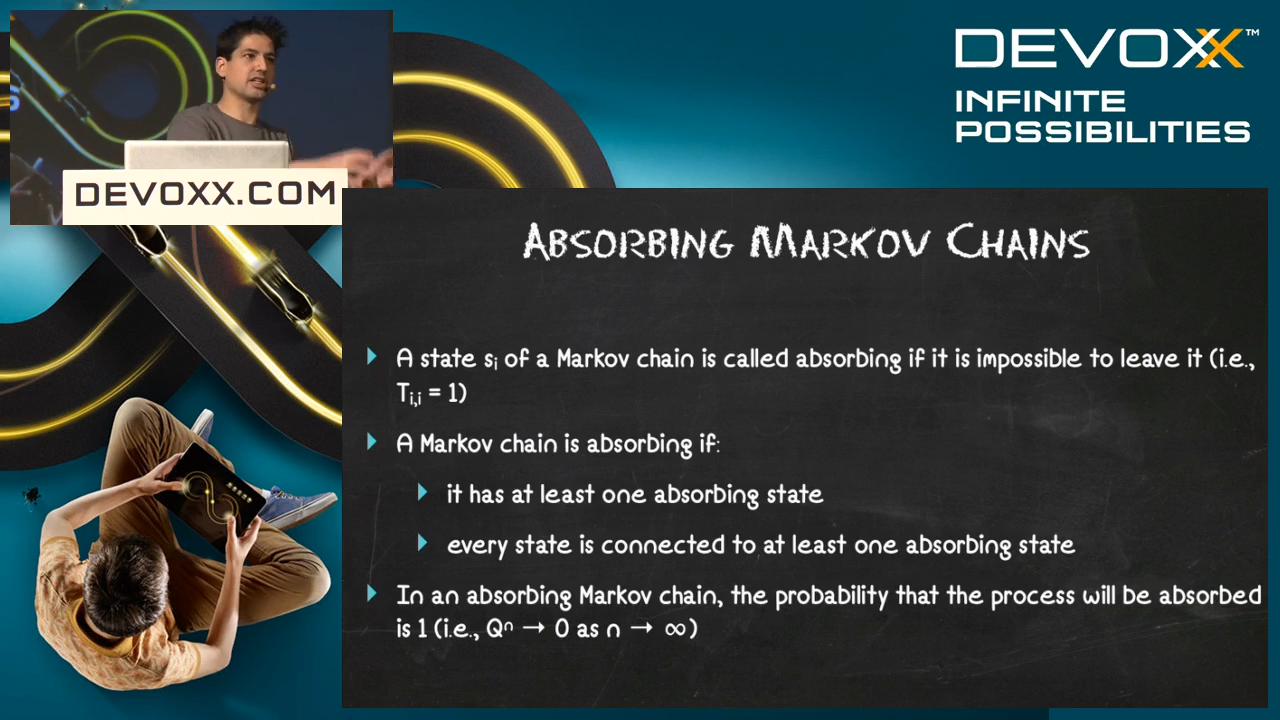 DEVOXX™
INFINITE
POSSIBILITIES
DEVOXX.COM
ABSORBING MARKOV CHAINS
A state sᵢ of a Markov chain is called absorbing if it is impossible to leave it (i.e.,
Tᵢ,ᵢ = 1)
A Markov chain is absorbing if:
it has at least one absorbing state
every state is connected to at least one absorbing state
In an absorbing Markov chain, the probability that the process will be absorbed
is 1 (i.e., Qⁿ → 0 as n → ∞)